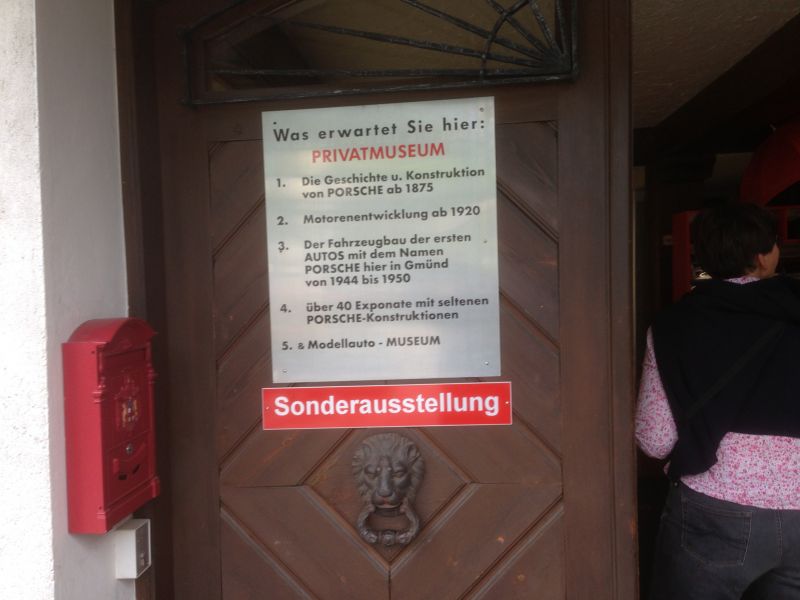 Was erwartet Sie hier:
PRIVATMUSEUM
1. Die Geschichte u. Konstruktion
von PORSCHE ab 1875
2. Motorenentwicklung ab 1920
3. Der Fahrzeugbau der ersten
AUTOS mit dem Namen
PORSCHE hier in Gmünd
von 1944 bis 1950
4. über 40 Exponate mit seltenen
PORSCHE-Konstruktionen
5. & Modellauto - MUSEUM
Sonderausstellung